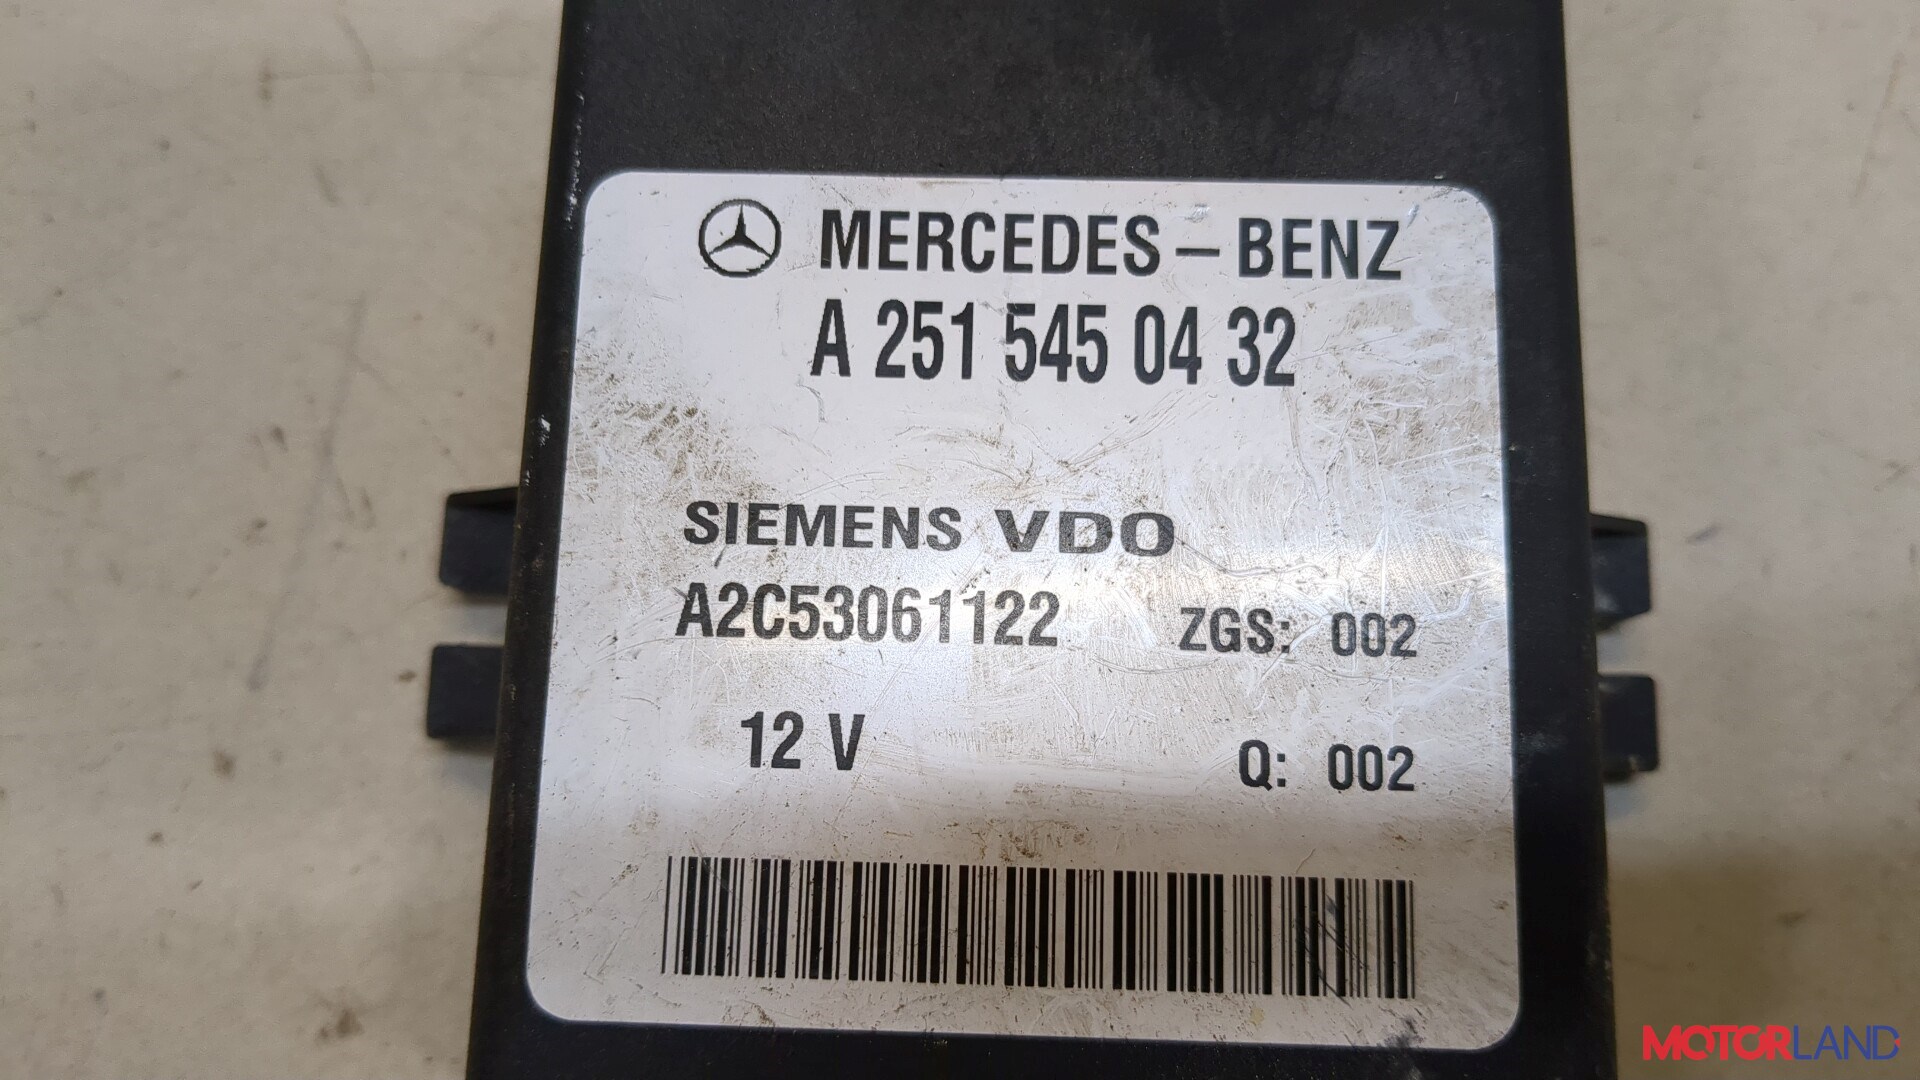 MERCEDES-BENZ
A 251 545 04 32
SIEMENS VDO
A2C53061122 ZGS: 002
12 V Q: 002
MOTORLAND